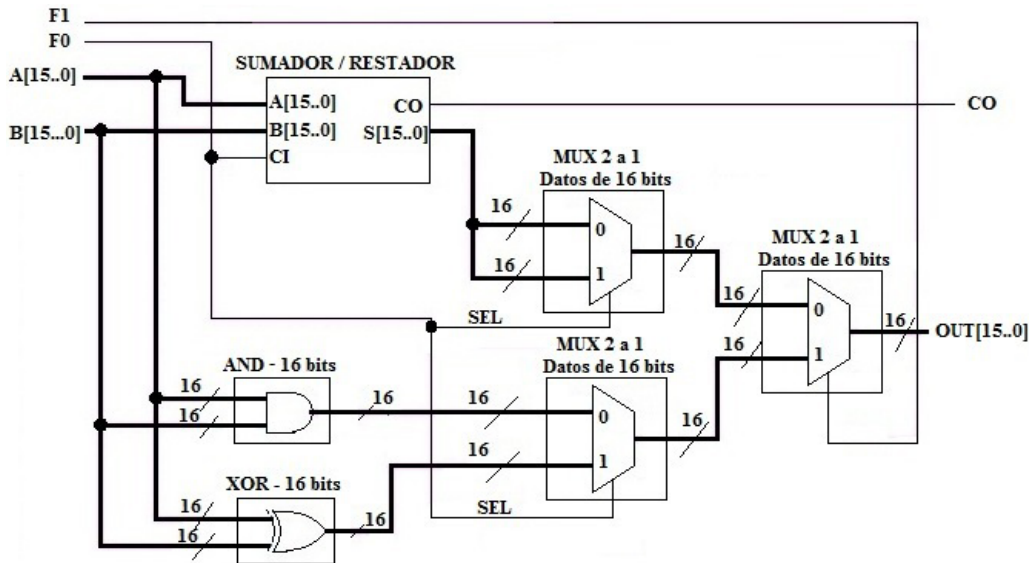 F1
F0
A[15..0]
B[15...0]
SUMADOR / RESTADOR
A[15..0]
B[15..0]
CI
CO
S[15..0]
CO
MUX 2 a 1
Datos de 16 bits
16
16
0
1
16
SEL
MUX 2 a 1
Datos de 16 bits
16
16
0
1
16
OUT[15..0]
AND - 16 bits
16
16
16
MUX 2 a 1
Datos de 16 bits
16
16
0
1
16
SEL
XOR - 16 bits
16
16
16